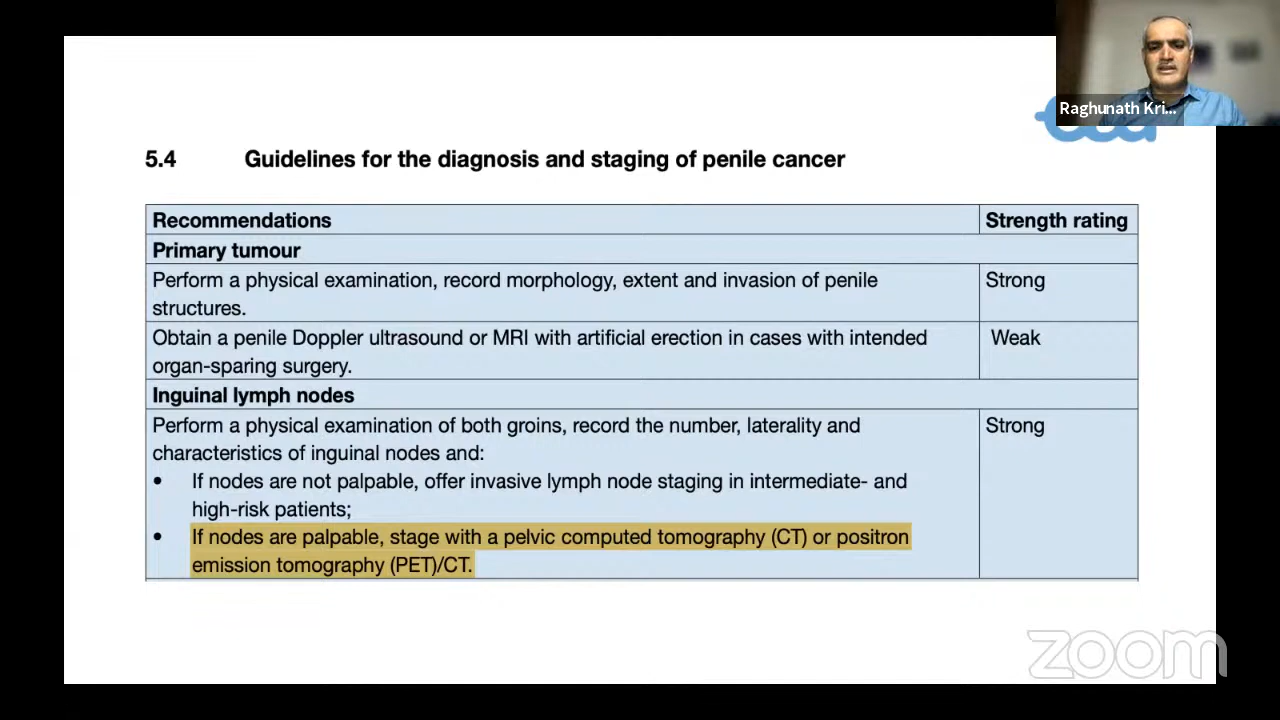 Raghunath Kri...
5.4 Guidelines for the diagnosis and staging of penile cancer
Recommendations Strength rating
Primary tumour
Perform a physical examination, record morphology, extent and invasion of penile Strong
structures.
Obtain a penile Doppler ultrasound or MRI with artificial erection in cases with intended Weak
organ-sparing surgery.
Inguinal lymph nodes
Perform a physical examination of both groins, record the number, laterality and Strong
characteristics of inguinal nodes and:
• If nodes are not palpable, offer invasive lymph node staging in intermediate- and
high-risk patients;
• If nodes are palpable, stage with a pelvic computed tomography (CT) or positron
emission tomography (PET)/CT.
zoom